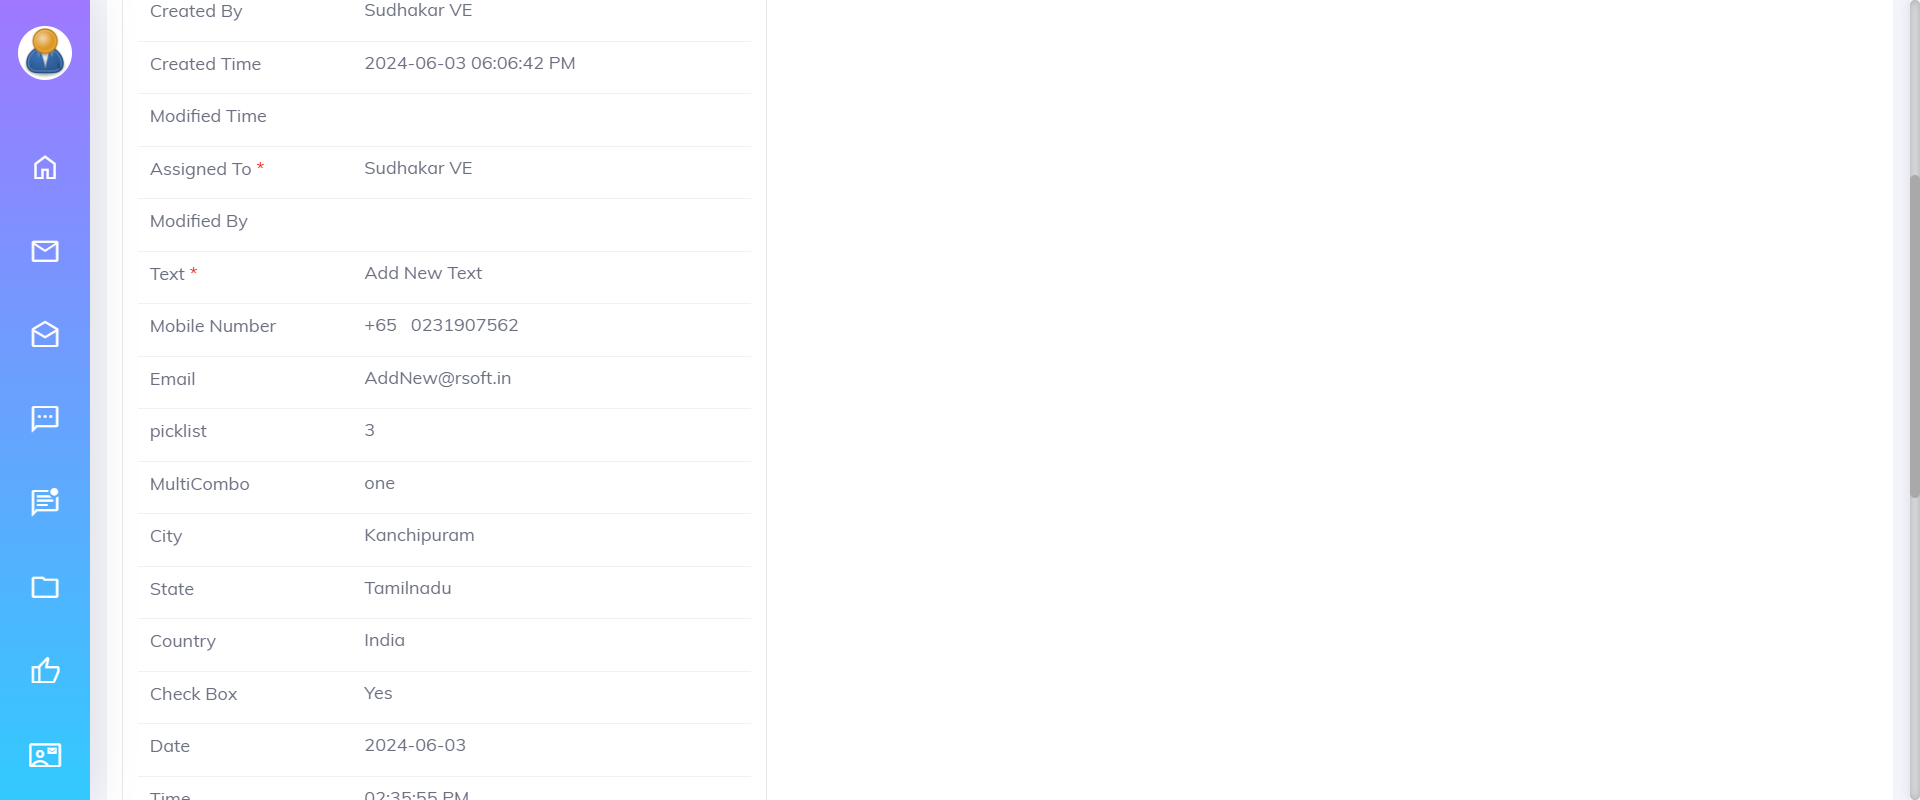 Created By Sudhakar VE
Created Time 2024-06-03 06:06:42 PM
Modified Time
Assigned To * Sudhakar VE
Modified By
Text * Add New Text
Mobile Number +65 0231907562
Email AddNew@rsoft.in
picklist 3
MultiCombo one
City Kanchipuram
State Tamilnadu
Country India
Check Box Yes
Date 2024-06-03
Time 02:35:55 PM